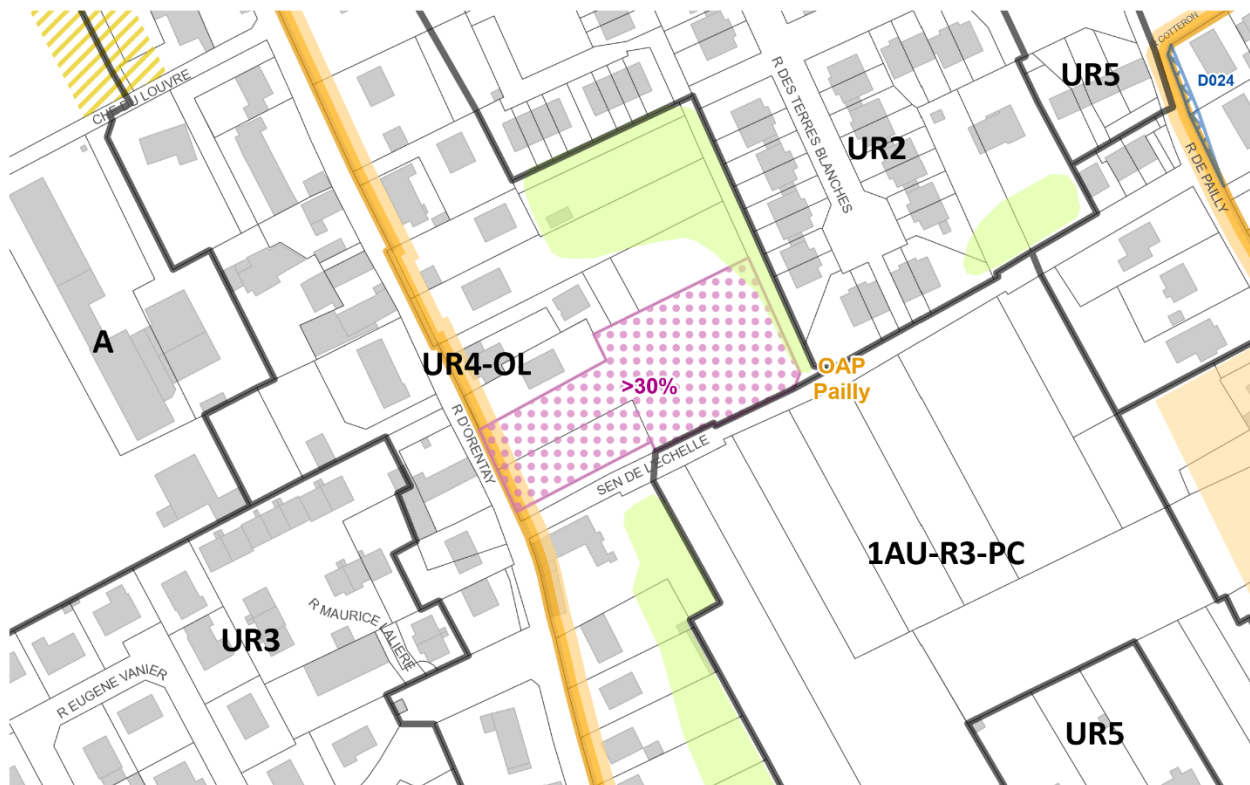 COTTERON
UR5
D024
CHE DU LOUVRE
R DES TERRES BLANCHES
UR2
R DE PAILLY
A
UR4-OL
>30%
OAP
Pailly
R D'ORENTAY
SEN DE L'ECHELLE
1AU-R3-PC
R MAURICE LALIERE
UR3
R EUGENE VANIER
UR5